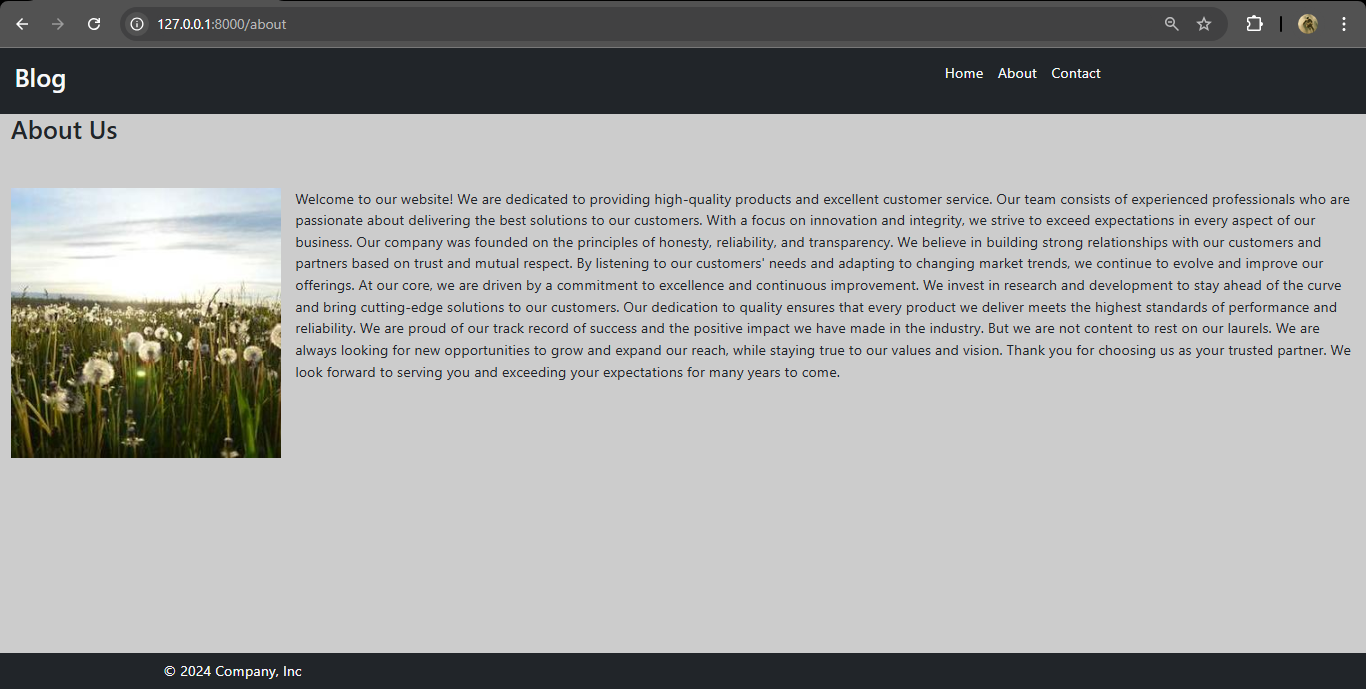 127.0.0.1:8000/about
Blog
Home About Contact
About Us
Welcome to our website! We are dedicated to providing high-quality products and excellent customer service. Our team consists of experienced professionals who are
passionate about delivering the best solutions to our customers. With a focus on innovation and integrity, we strive to exceed expectations in every aspect of our
business. Our company was founded on the principles of honesty, reliability, and transparency. We believe in building strong relationships with our customers and
partners based on trust and mutual respect. By listening to our customers' needs and adapting to changing market trends, we continue to evolve and improve our
offerings. At our core, we are driven by a commitment to excellence and continuous improvement. We invest in research and development to stay ahead of the curve
and bring cutting-edge solutions to our customers. Our dedication to quality ensures that every product we deliver meets the highest standards of performance and
reliability. We are proud of our track record of success and the positive impact we have made in the industry. But we are not content to rest on our laurels. We are
always looking for new opportunities to grow and expand our reach, while staying true to our values and vision. Thank you for choosing us as your trusted partner. We
look forward to serving you and exceeding your expectations for many years to come.
© 2024 Company, Inc